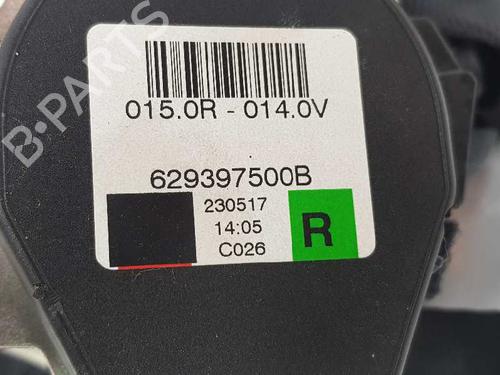 B-PARTS
015.0R - 014.0V
629397500B
230517
14:05
C026
R